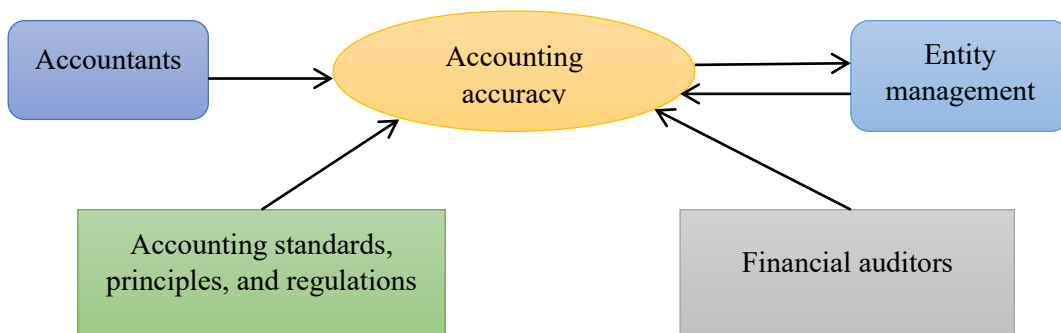 Accountants
Accounting
accuracy
Entity
management
Accounting standards,
principles, and regulations
Financial auditors